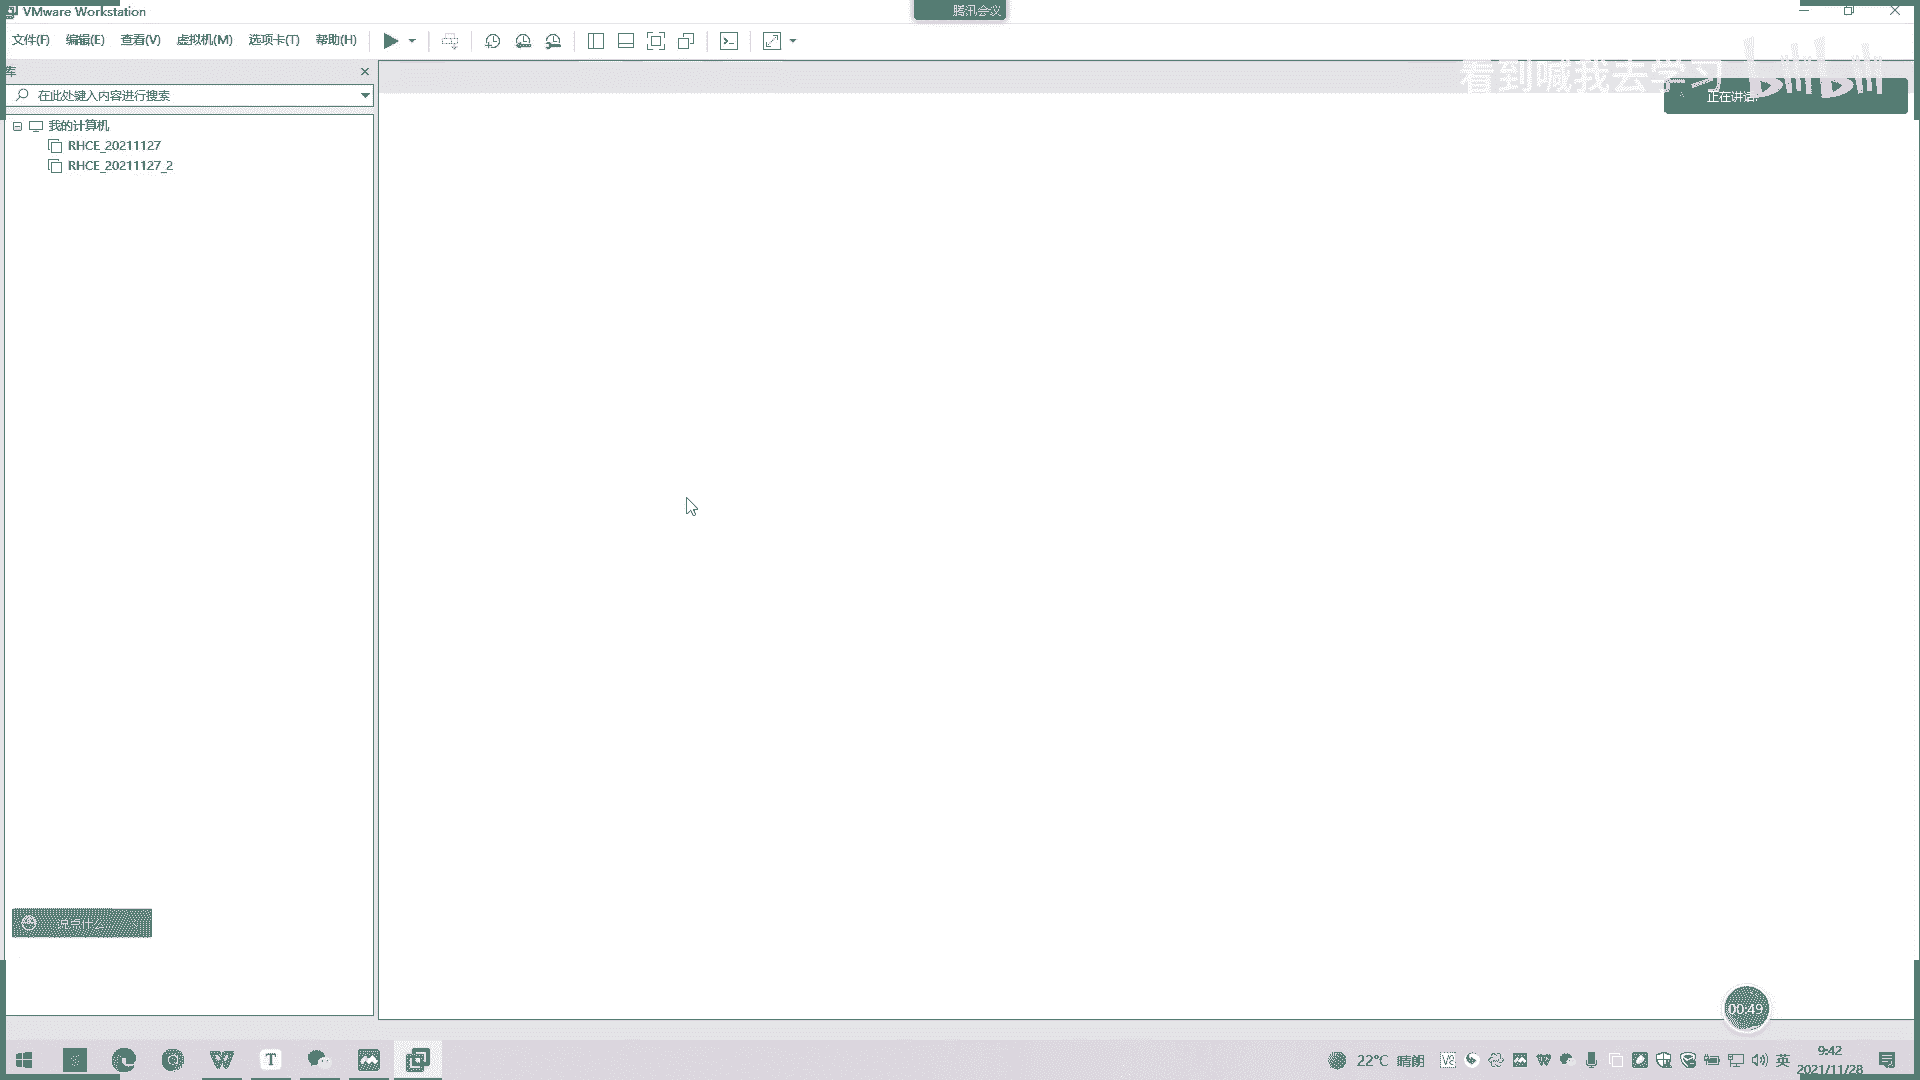 VMware Workstation
腾讯会议
文件(F) 编辑(E) 查看(V) 虚拟机(M) 选项卡(T) 帮助(H)
库
看到喊我去学习 bilibili
在此处键入内容进行搜索
正在讲话:
我的计算机
RHCE_20211127
RHCE_20211127_2
说点什么
00:49
T
22°C 晴朗
英
9:42
2021/11/28